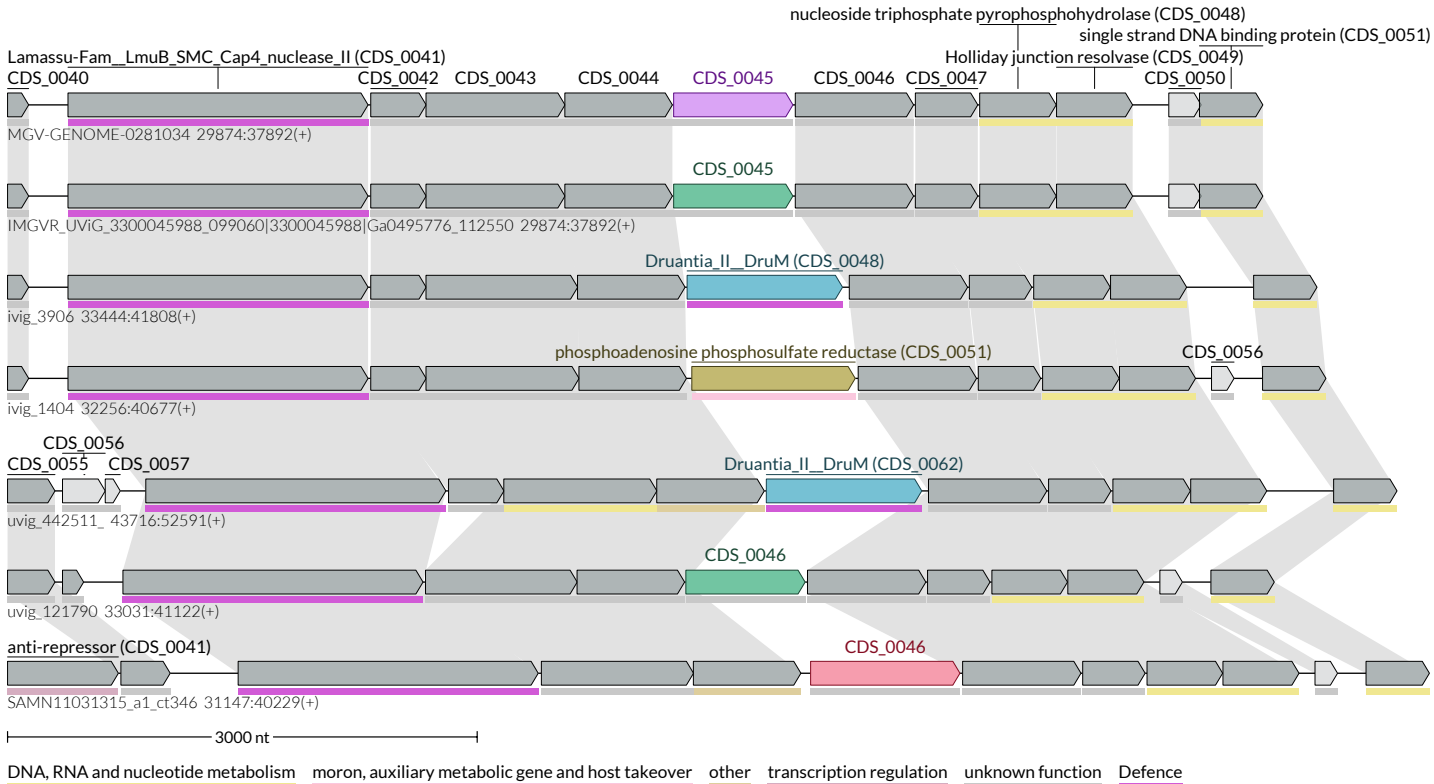 nucleoside triphosphate pyrophosphohydrolase (CDS_0048)
single strand DNA binding protein (CDS_0051)
Lamassu-Fam__LmuB_SMC_Cap4_nuclease_II (CDS_0041)
Holliday junction resolvase (CDS_0049)
CDS_0040 CDS_0042 CDS_0043 CDS_0044 CDS_0045 CDS_0046 CDS_0047 CDS_0050
MGV-GENOME-0281034 29874:37892(+)
CDS_0045
IMGVR_UViG_3300045988_099060|3300045988|Ga0495776_112550 29874:37892(+)
Druantia_II__DruM (CDS_0048)
ivig_3906 33444:41808(+)
phosphoadenosine phosphosulfate reductase (CDS_0051) CDS_0056
ivig_1404 32256:40677(+)
CDS_0056
CDS_0055 CDS_0057 Druantia_II__DruM (CDS_0062)
uvig_442511_ 43716:52591(+)
CDS_0046
uvig_121790 33031:41122(+)
anti-repressor (CDS_0041) CDS_0046
SAMN11031315_a1_ct346 31147:40229(+)
3000 nt
DNA, RNA and nucleotide metabolism moron, auxiliary metabolic gene and host takeover other transcription regulation unknown function Defence